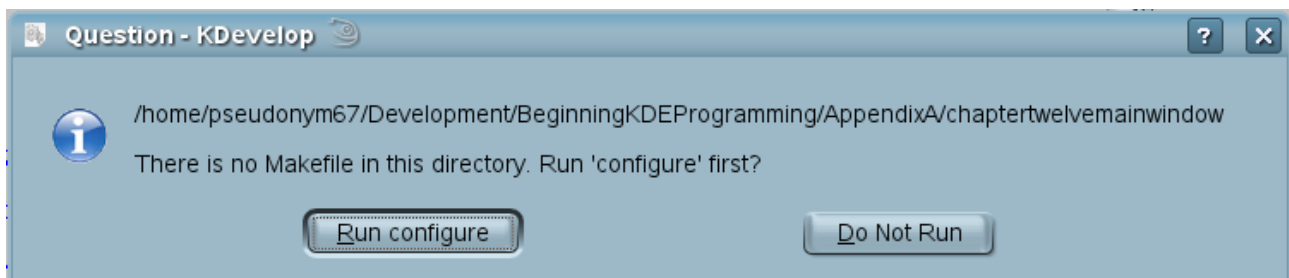 Question - KDevelop
?
X
/home/pseudonym67/Development/BeginningKDEProgramming/AppendixA/chaptertwelvemainwindow
There is no Makefile in this directory. Run 'configure' first?
Run configure
Do Not Run